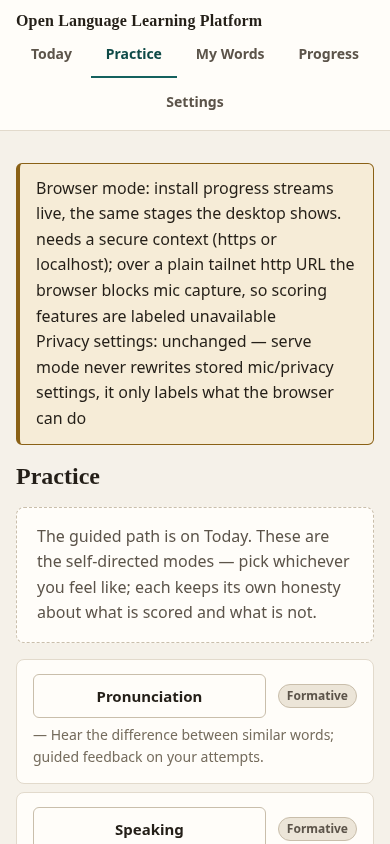 Open Language Learning Platform
Today Practice My Words Progress
Settings
Browser mode: install progress streams
live, the same stages the desktop shows.
needs a secure context (https or
localhost); over a plain tailnet http URL the
browser blocks mic capture, so scoring
features are labeled unavailable
Privacy settings: unchanged — serve
mode never rewrites stored mic/privacy
settings, it only labels what the browser
can do
Practice
The guided path is on Today. These are
the self-directed modes — pick whichever
you feel like; each keeps its own honesty
about what is scored and what is not.
Pronunciation Formative
— Hear the difference between similar words;
guided feedback on your attempts.
Speaking Formative